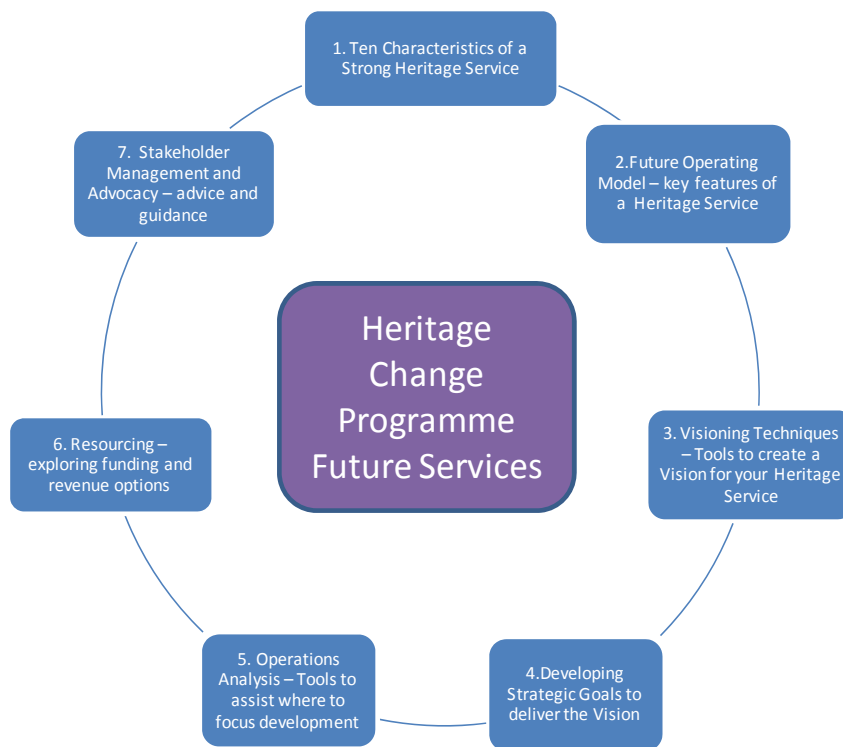 1. Ten Characteristics of a
Strong Heritage Service
2.Future Operating
Model – key features of
a Heritage Service
3. Visioning Techniques
– Tools to create a
Vision for your Heritage
Service
4.Developing
Strategic Goals to
deliver the Vision
5. Operations
Analysis – Tools to
assist where to
focus development
6. Resourcing –
exploring funding and
revenue options
7. Stakeholder
Management and
Advocacy – advice and
guidance
Heritage
Change
Programme
Future Services